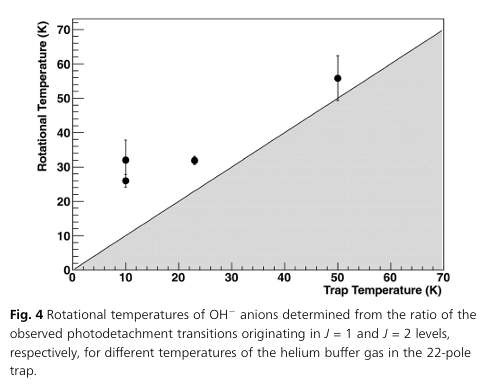 70
60
50
40
30
20
10
0
Rotational Temperature (K)
0 10 20 30 40 50 60 70
Trap Temperature (K)
Fig. 4 Rotational temperatures of OH⁻ anions determined from the ratio of the
observed photodetachment transitions originating in J = 1 and J = 2 levels,
respectively, for different temperatures of the helium buffer gas in the 22-pole
trap.